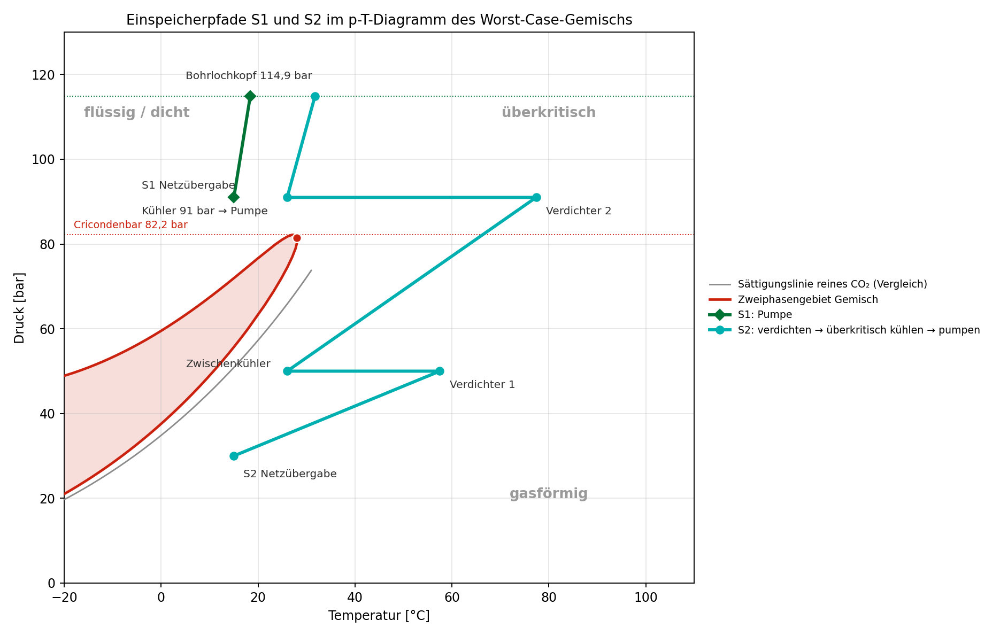 Einspeicherpfade S1 und S2 im p-T-Diagramm des Worst-Case-Gemischs
Druck [bar]
120
100
80
60
40
20
0
Bohrlochkopf 114,9 bar
flüssig / dicht
überkritisch
S1 Netzübergabe
Kühler 91 bar → Pumpe
Verdichter 2
Cricondenbar 82,2 bar
Zwischenkühler
Verdichter 1
S2 Netzübergabe
gasförmig
−20
0
20
40
60
80
100
Temperatur [°C]
Sättigungslinie reines CO₂ (Vergleich)
Zweiphasengebiet Gemisch
S1: Pumpe
S2: verdichten → überkritisch kühlen → pumpen